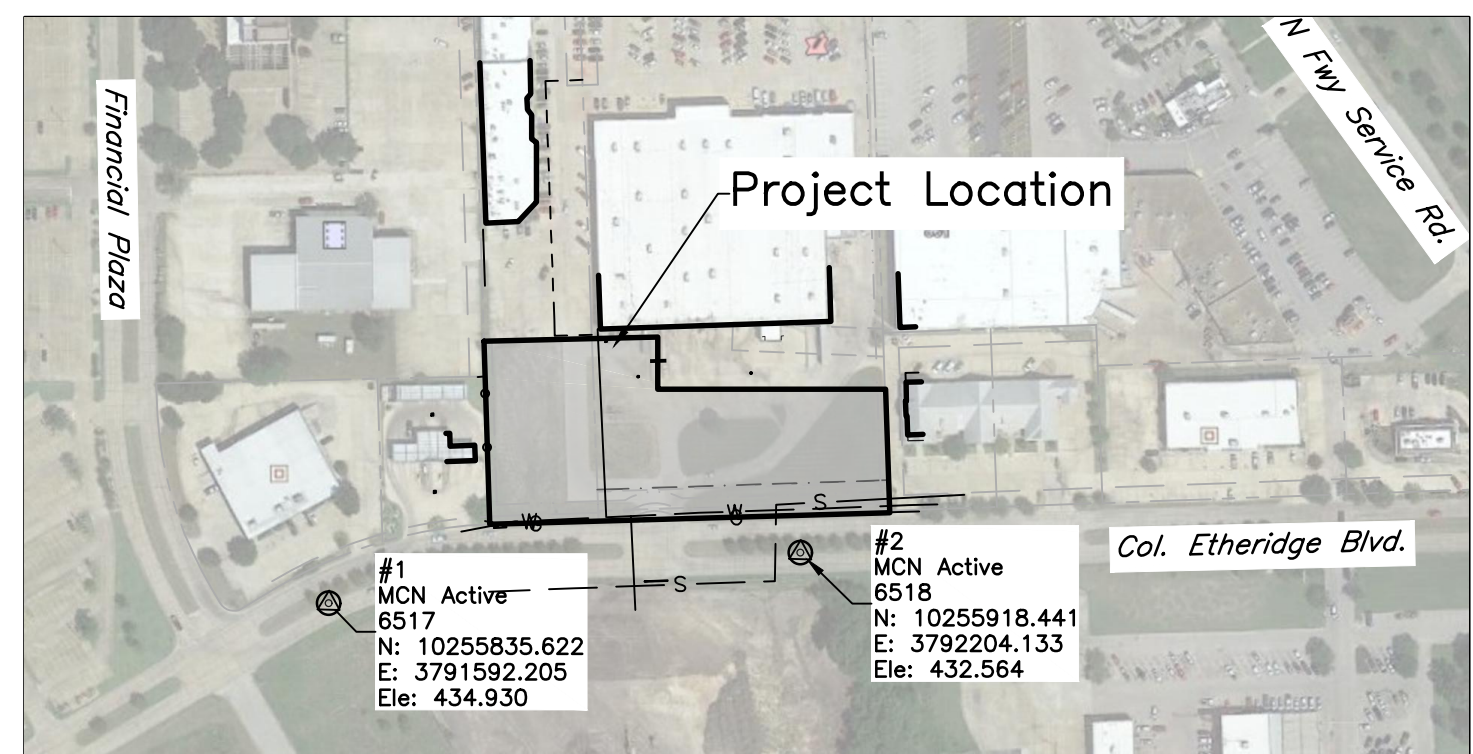 N Fwy Service Rd.
Financial Plaza
Project Location
W
W
S
#1
MCN Active
6517
N: 10255835.622
E: 3791592.205
Ele: 434.930
S
#2
MCN Active
6518
N: 10255918.441
E: 3792204.133
Ele: 432.564
Col. Etheridge Blvd.